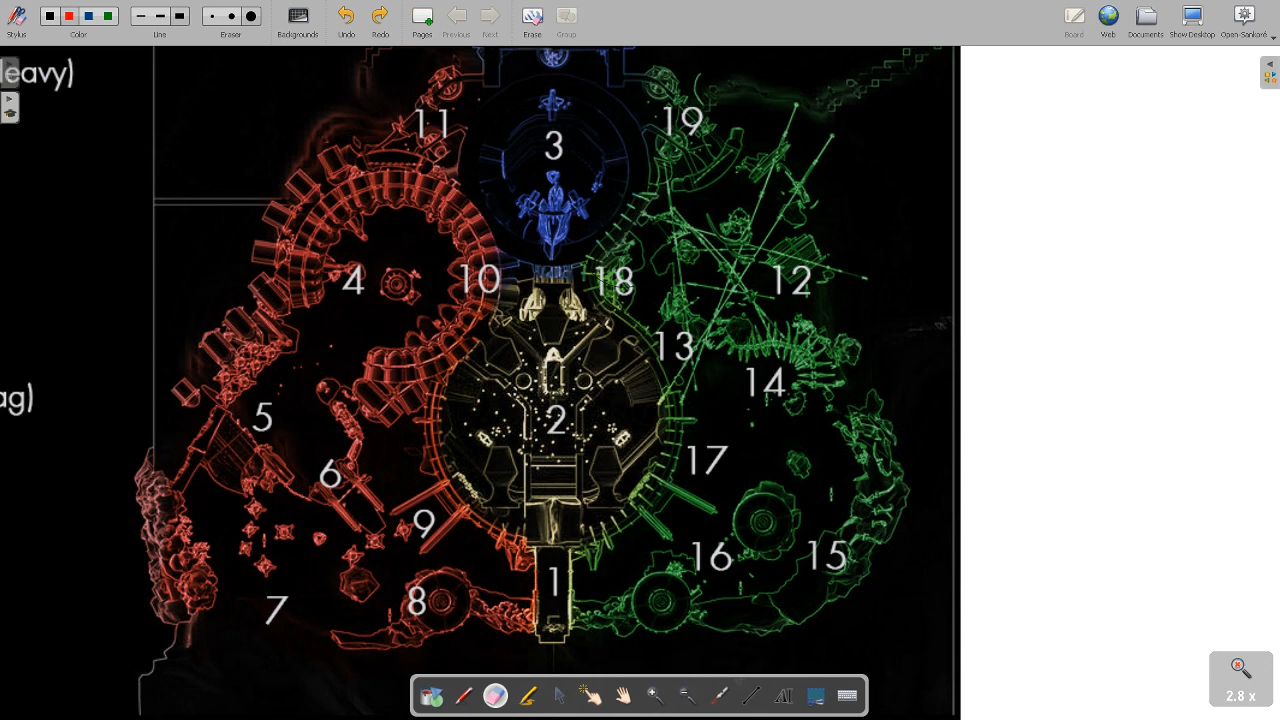 Stylus
Color
Line
Eraser
Backgrounds
Undo
Redo
Pages
Previous
Next
Erase
Group
Board
Web
Documents
Show Desktop
Open-Sankoré
leavy)
11
19
3
4
10
18
12
13
14
5
2
6
17
9
16
15
1
7
8
ag)
AI
2.8 x